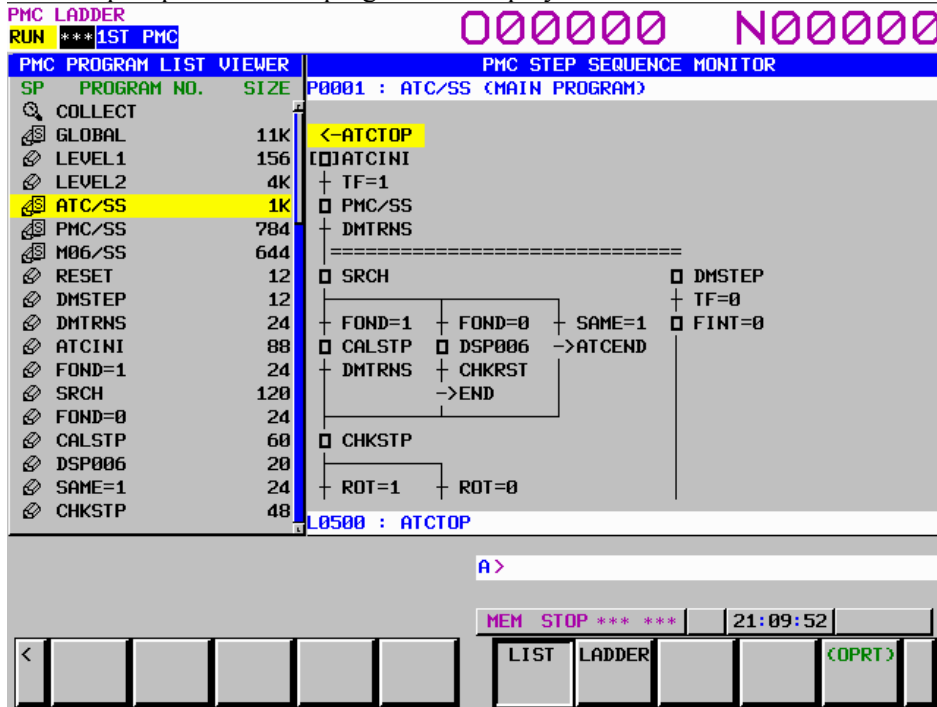 PMC LADDER
RUN *** 1ST PMC
O00000 N00000
PMC PROGRAM LIST VIEWER
SP PROGRAM NO. SIZE
COLLECT
GLOBAL 11K
LEVEL1 156
LEVEL2 4K
ATC/SS 1K
PMC/SS 784
M06/SS 644
RESET 12
DMSTEP 12
DMTRNS 24
ATCINI 88
FOND=1 24
SRCH 120
FOND=0 24
CALSTP 60
DSP006 20
SAME=1 24
CHKSTP 48
PMC STEP SEQUENCE MONITOR
P0001 : ATC/SS (MAIN PROGRAM)
<-ATCTOP
[ ]ATCINI
TF=1
PMC/SS
DMTRNS
SRCH DMSTEP
TF=0
FOND=1 FOND=0 SAME=1 FINT=0
CALSTP DSP006 ->ATCEND
DMTRNS CHKRST
->END
CHKSTP
ROT=1 ROT=0
L0500 : ATCTOP
A>
MEM STOP *** *** 21:09:52
< LIST LADDER (OPRT)